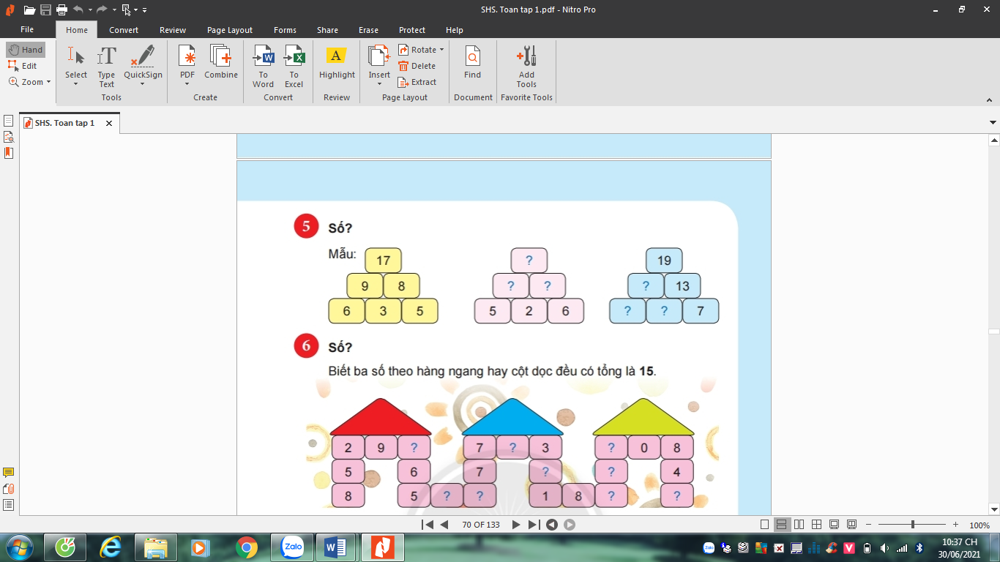 SHS. Toan tap 1.pdf - Nitro Pro
File Home Convert Review Page Layout Forms Share Erase Protect Help
Hand
Edit
Zoom
Select
Type Text
QuickSign
Tools
PDF
Combine
Create
To Word
To Excel
Convert
A
Highlight
Review
Insert
Rotate
Delete
Extract
Page Layout
Find
Document
Add Tools
Favorite Tools
SHS. Toan tap 1
5 Số?
Mẫu: 17 ? 19
9 8 ? ? ? 13
6 3 5 5 2 6 ? ? 7
6 Số?
Biết ba số theo hàng ngang hay cột dọc đều có tổng là 15.
2 9 ? 7 ? 3 ? 0 8
5 6 7 ? ? 4
8 5 ? ? 1 8 ? ?
70 OF 133
100%
Zalo
10:37 CH
30/06/2021